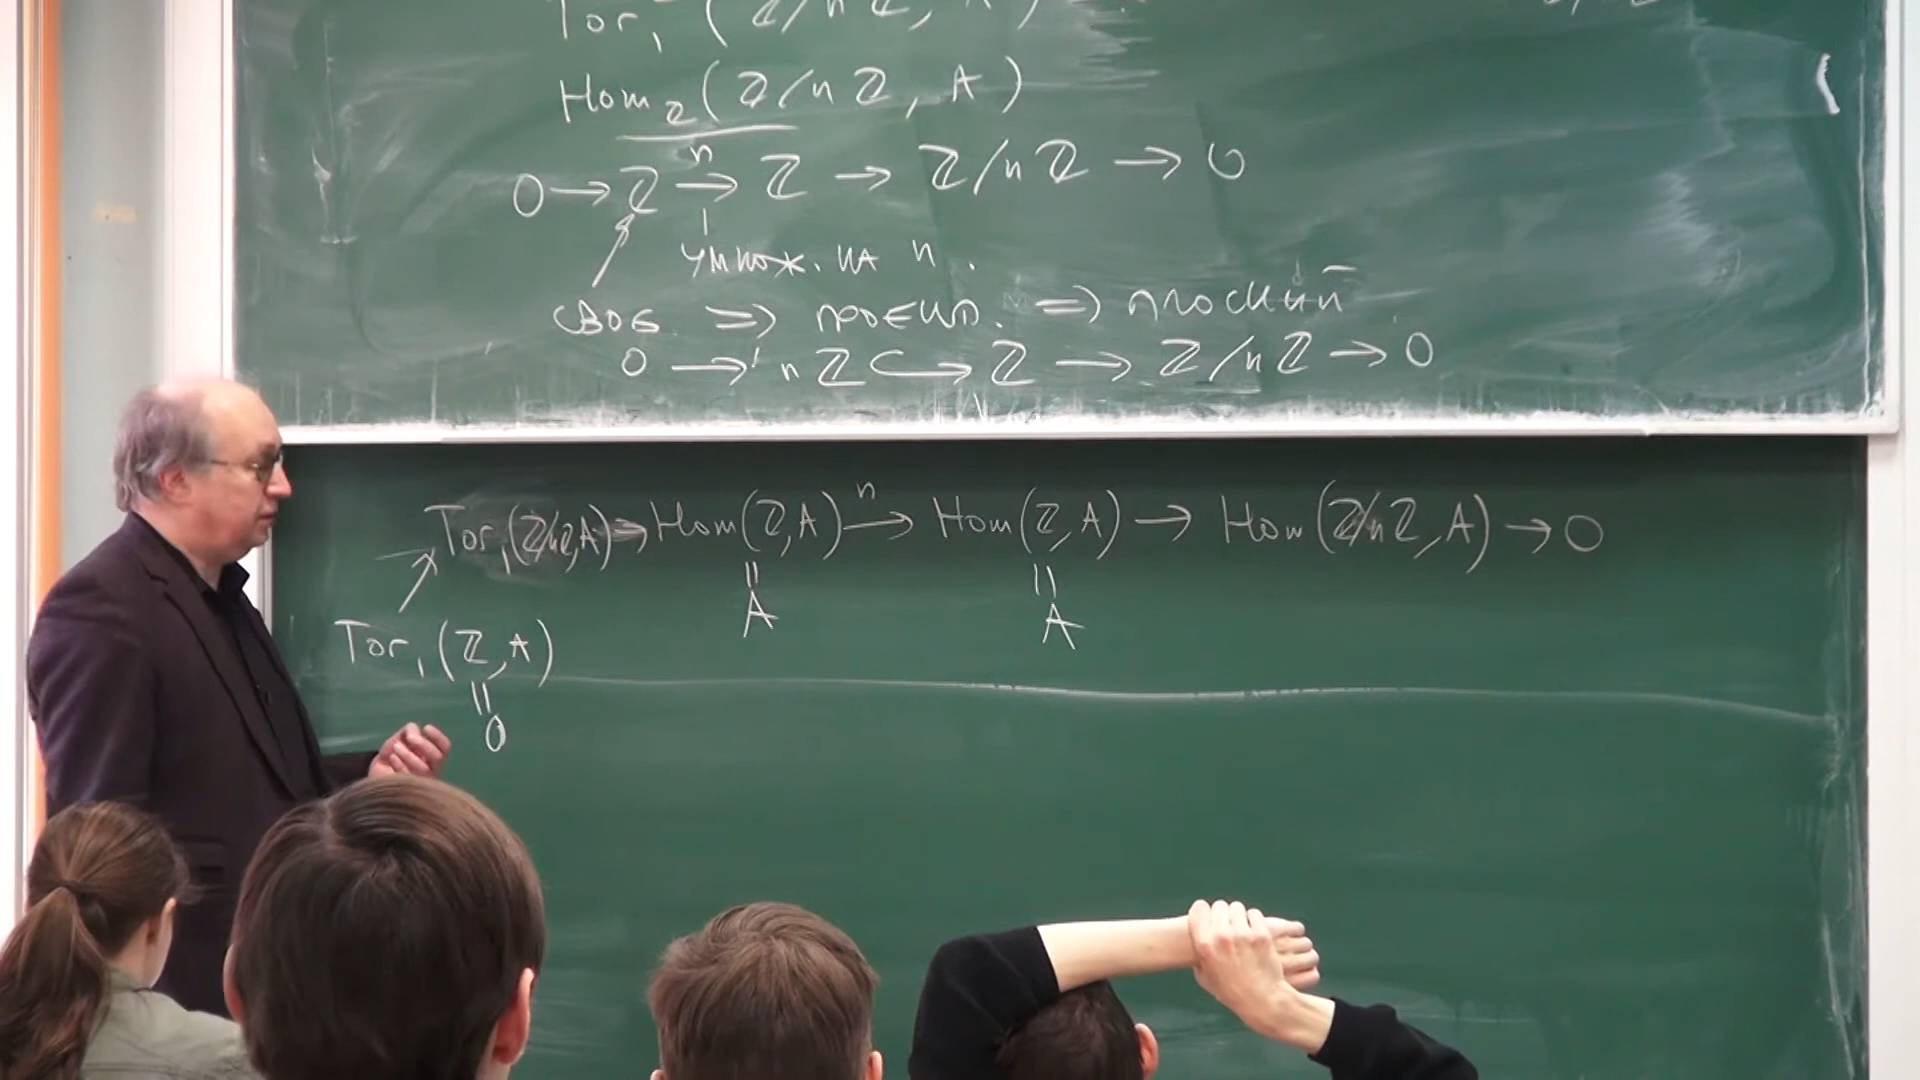 Tor₁(ℤ/nℤ, A)
Hom_ℤ(ℤ/nℤ, A)
0 → ℤ →ⁿ ℤ → ℤ/nℤ → 0
умнож. на n.
своб. ⇒ проект. ⇒ плоский
0 → nℤ ↪ ℤ → ℤ/nℤ → 0
Tor₁(ℤ/nℤ, A) → Hom(ℤ, A) →ⁿ Hom(ℤ, A) → Hom(ℤ/nℤ, A) → 0
|| ||
A A
Tor₁(ℤ, A)
||
0